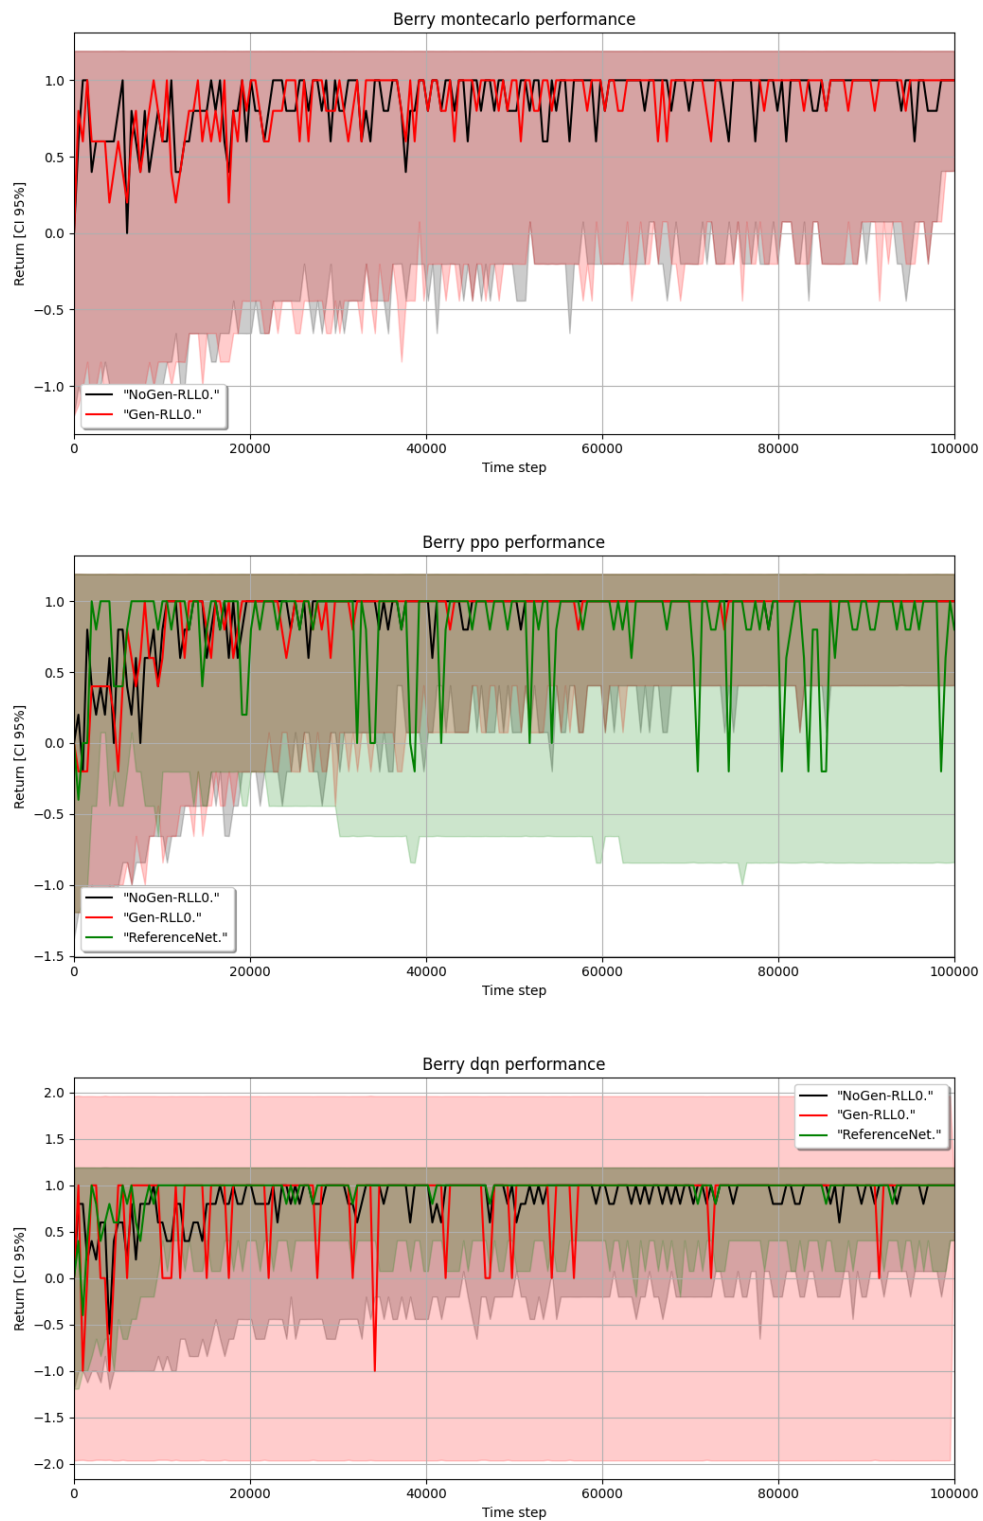 Berry montecarlo performance
Return [CI 95%]
1.0
0.5
0.0
−0.5
−1.0
"NoGen-RLL0."
"Gen-RLL0."
0 20000 40000 60000 80000 100000
Time step
Berry ppo performance
Return [CI 95%]
1.0
0.5
0.0
−0.5
−1.0
−1.5
"NoGen-RLL0."
"Gen-RLL0."
"ReferenceNet."
0 20000 40000 60000 80000 100000
Time step
Berry dqn performance
Return [CI 95%]
2.0
1.5
1.0
0.5
0.0
−0.5
−1.0
−1.5
−2.0
"NoGen-RLL0."
"Gen-RLL0."
"ReferenceNet."
0 20000 40000 60000 80000 100000
Time step